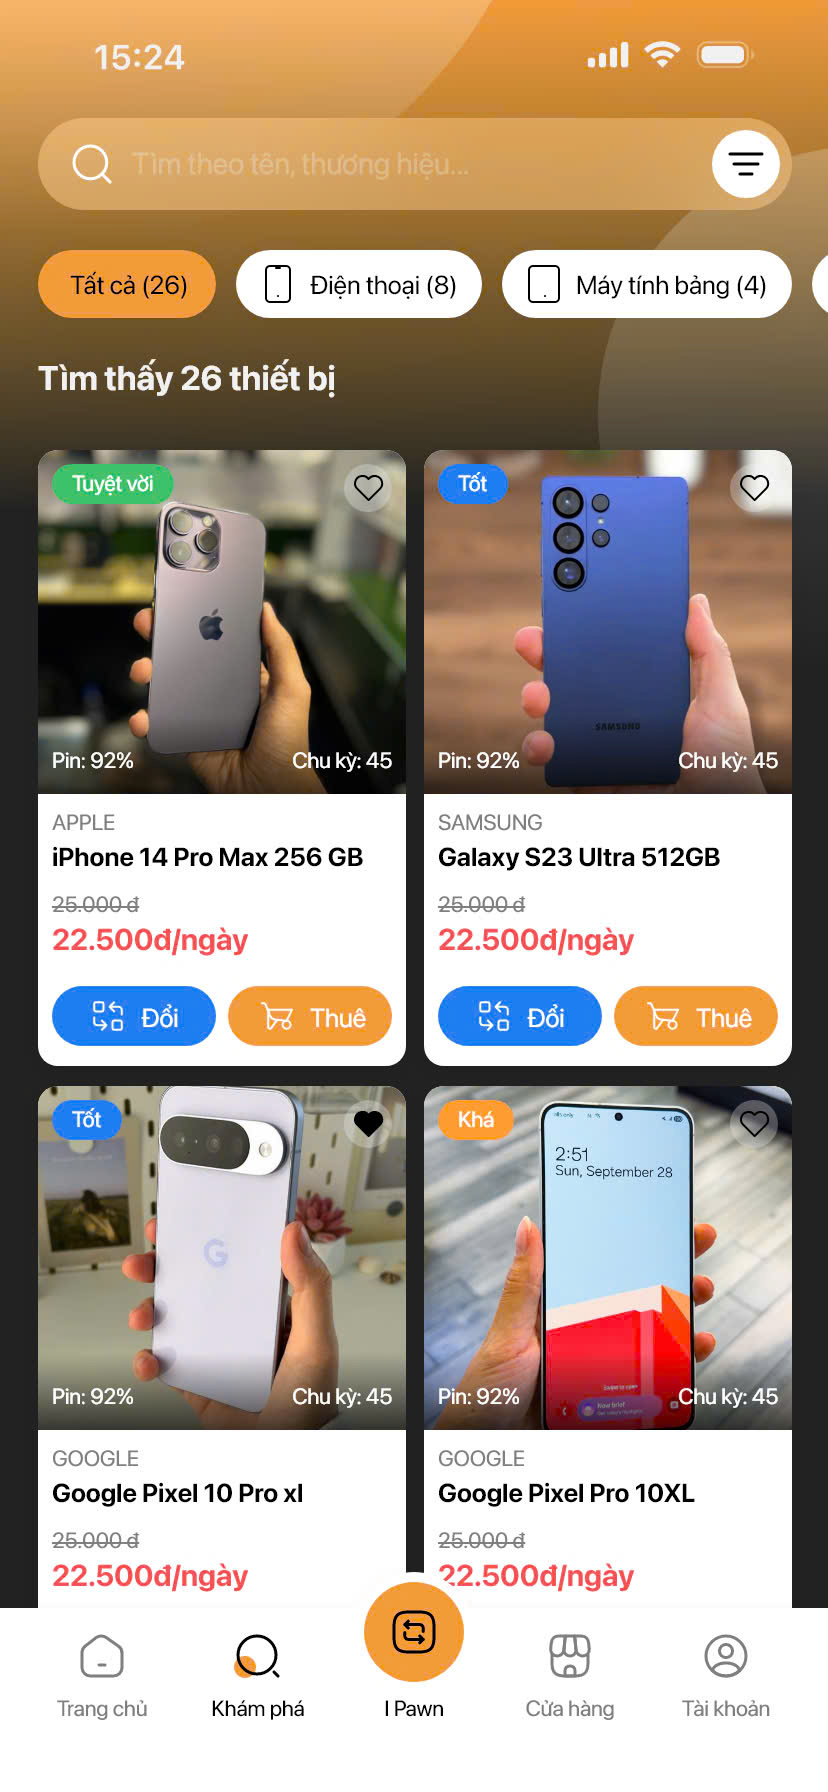 15:24
Tìm theo tên, thương hiệu...
Tất cả (26)
Điện thoại (8)
Máy tính bảng (4)
Tìm thấy 26 thiết bị
Tuyệt vời
Pin: 92%
Chu kỳ: 45
APPLE
iPhone 14 Pro Max 256 GB
25.000 đ
22.500đ/ngày
Đổi
Thuê
Tốt
SAMSUNG
Pin: 92%
Chu kỳ: 45
SAMSUNG
Galaxy S23 Ultra 512GB
25.000 đ
22.500đ/ngày
Đổi
Thuê
Tốt
G
Pin: 92%
Chu kỳ: 45
GOOGLE
Google Pixel 10 Pro xl
25.000 đ
22.500đ/ngày
Khá
2:51
Sun, September 28
Swipe to open
Now brief
Pin: 92%
Chu kỳ: 45
GOOGLE
Google Pixel Pro 10XL
25.000 đ
22.500đ/ngày
Trang chủ
Khám phá
I Pawn
Cửa hàng
Tài khoản